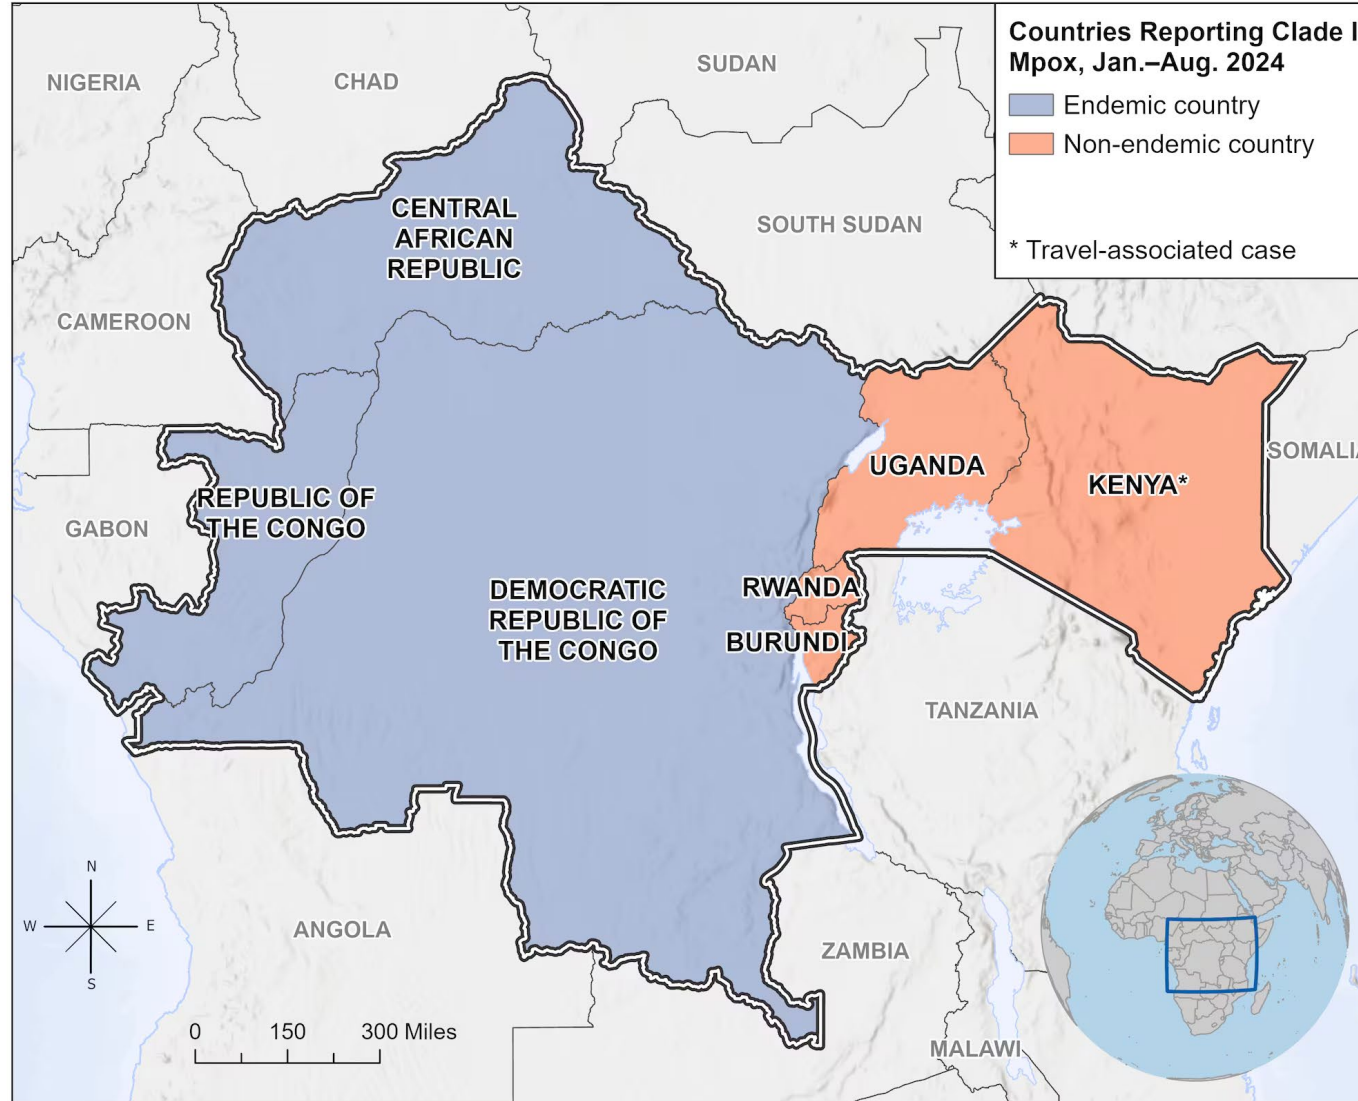 Countries Reporting Clade I
Mpox, Jan.–Aug. 2024
Endemic country
Non-endemic country
* Travel-associated case
NIGERIA
CHAD
SUDAN
CENTRAL
AFRICAN
REPUBLIC
SOUTH SUDAN
CAMEROON
SOMALIA
UGANDA
KENYA*
REPUBLIC OF
THE CONGO
GABON
DEMOCRATIC
REPUBLIC OF
THE CONGO
RWANDA
BURUNDI
TANZANIA
ANGOLA
ZAMBIA
MALAWI
N
W
E
S
0 150 300 Miles